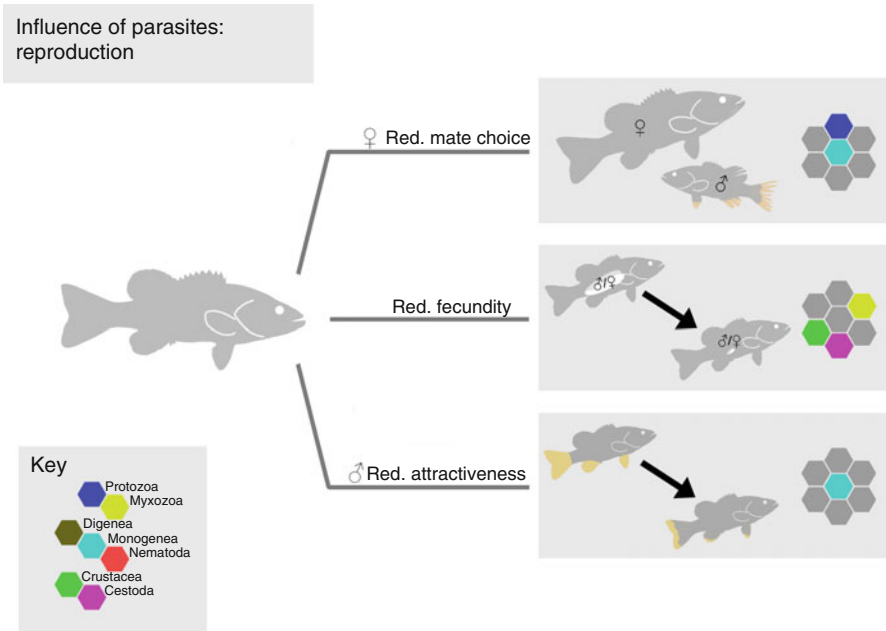 Influence of parasites:
reproduction
♀ Red. mate choice
♀
♂
Red. fecundity
♂/♀
♂/♀
♂ Red. attractiveness
Key
Protozoa
Myxozoa
Digenea
Monogenea
Nematoda
Crustacea
Cestoda